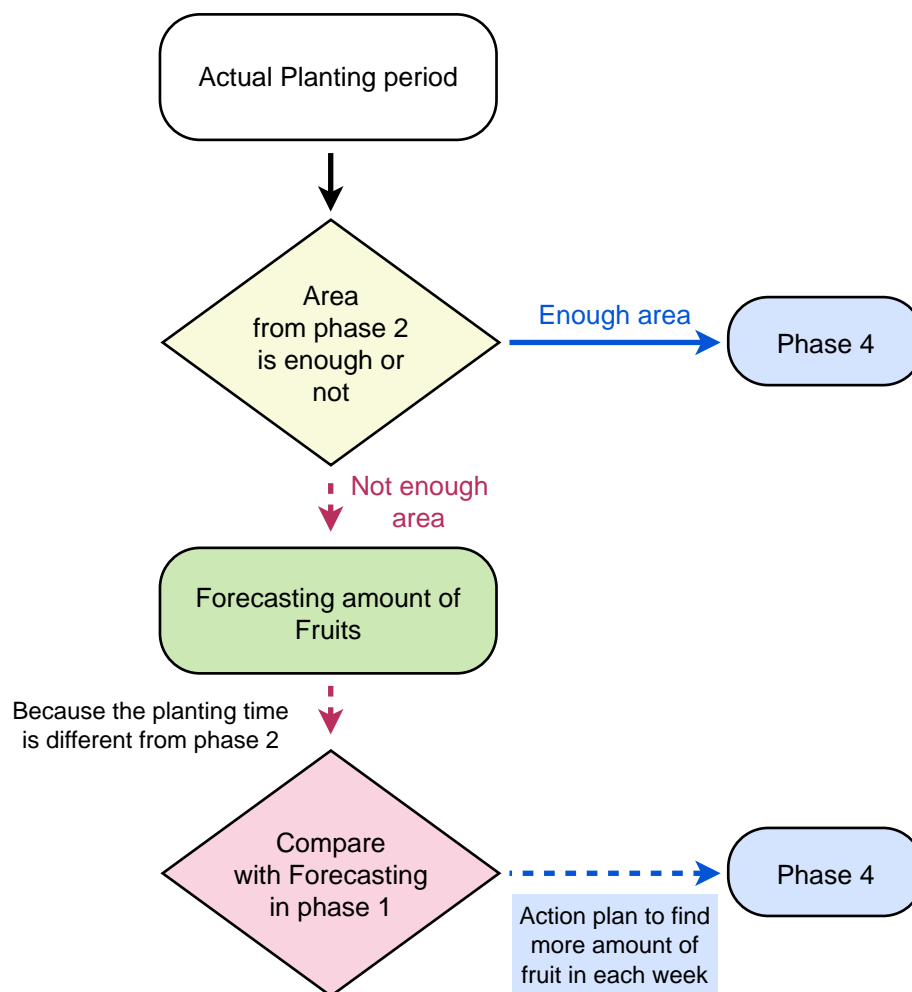 Actual Planting period
Area
from phase 2
is enough or
not
Enough area
Phase 4
Not enough
area
Forecasting amount of
Fruits
Because the planting time
is different from phase 2
Compare
with Forecasting
in phase 1
Phase 4
Action plan to find
more amount of
fruit in each week